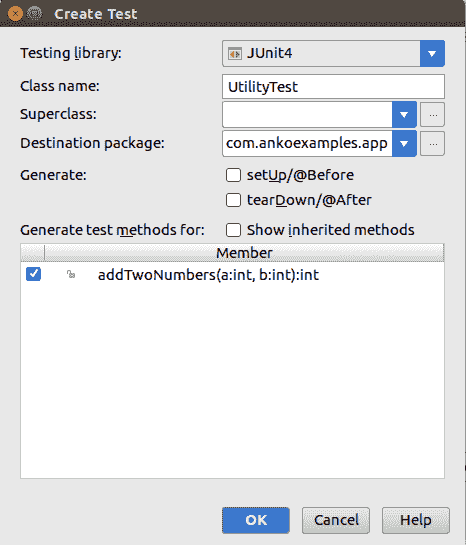 Create Test
Testing library: JUnit4
Class name: UtilityTest
Superclass: ...
Destination package: com.ankoexamples.app ...
Generate: setUp/@Before
tearDown/@After
Generate test methods for: Show inherited methods
Member
addTwoNumbers(a:int, b:int):int
OK Cancel Help